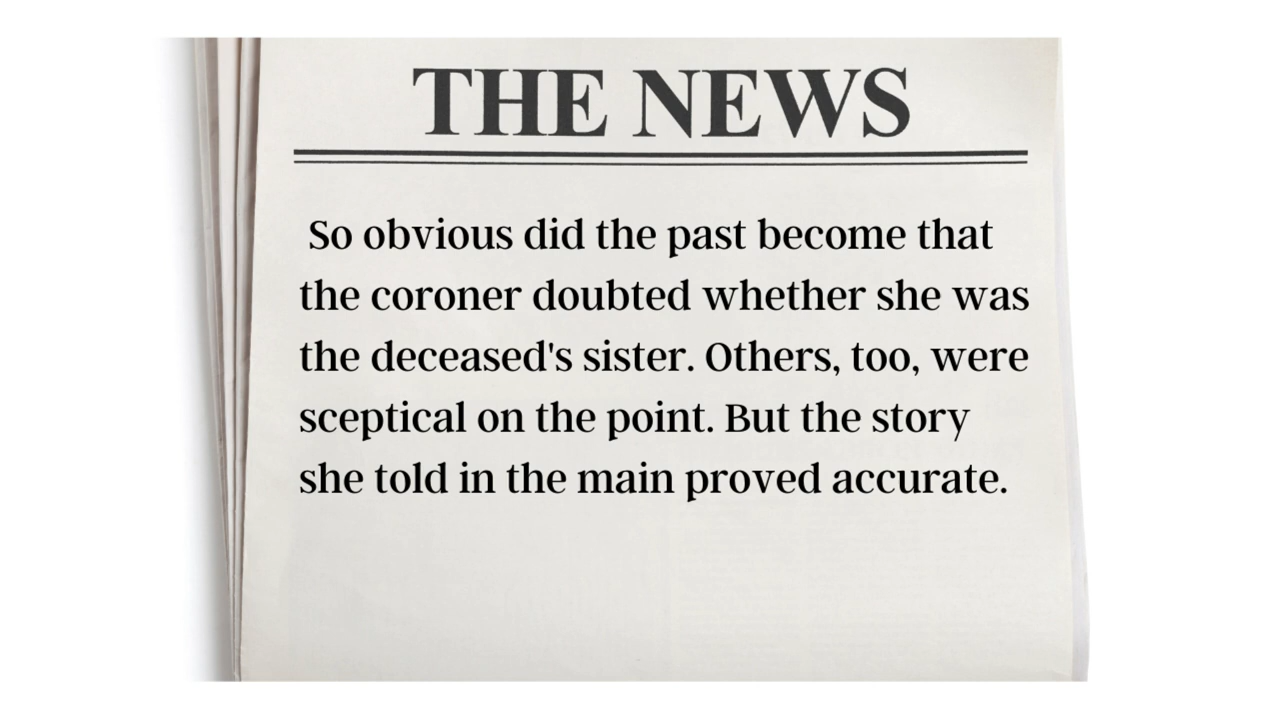 THE NEWS
So obvious did the past become that
the coroner doubted whether she was
the deceased's sister. Others, too, were
sceptical on the point. But the story
she told in the main proved accurate.